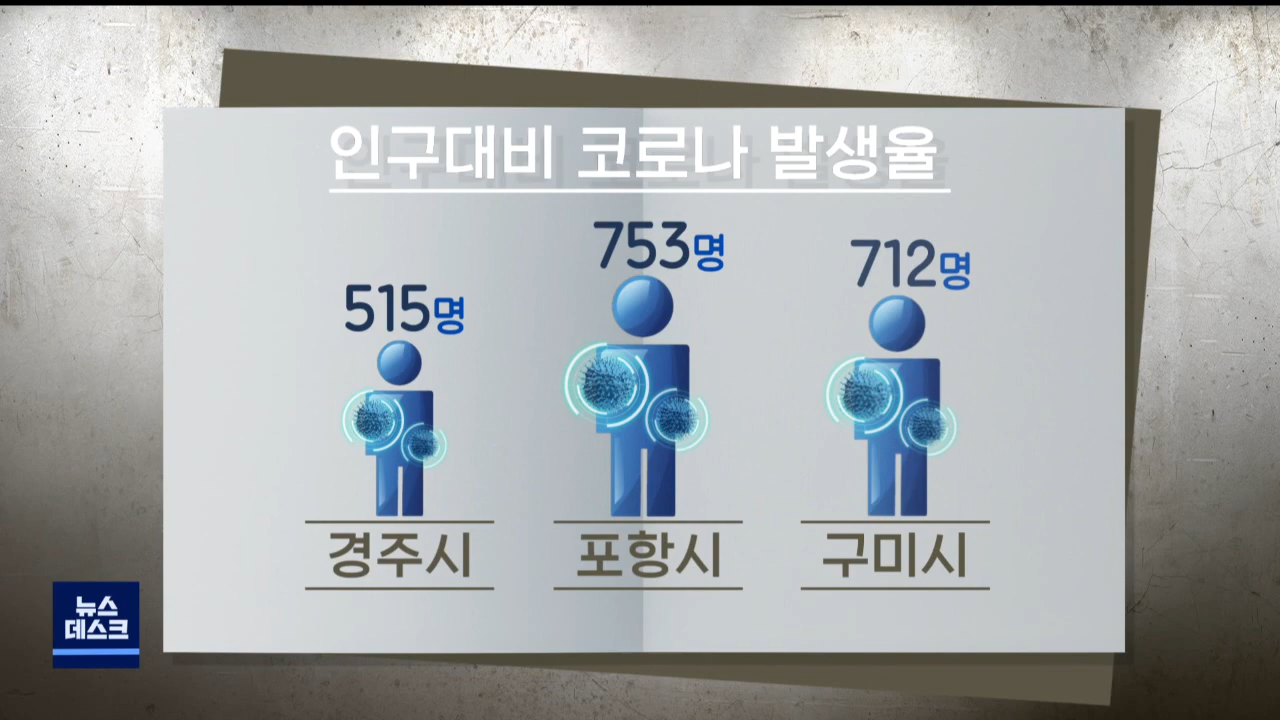 인구대비 코로나 발생율
515명
753명
712명
경주시
포항시
구미시
뉴스
데스크